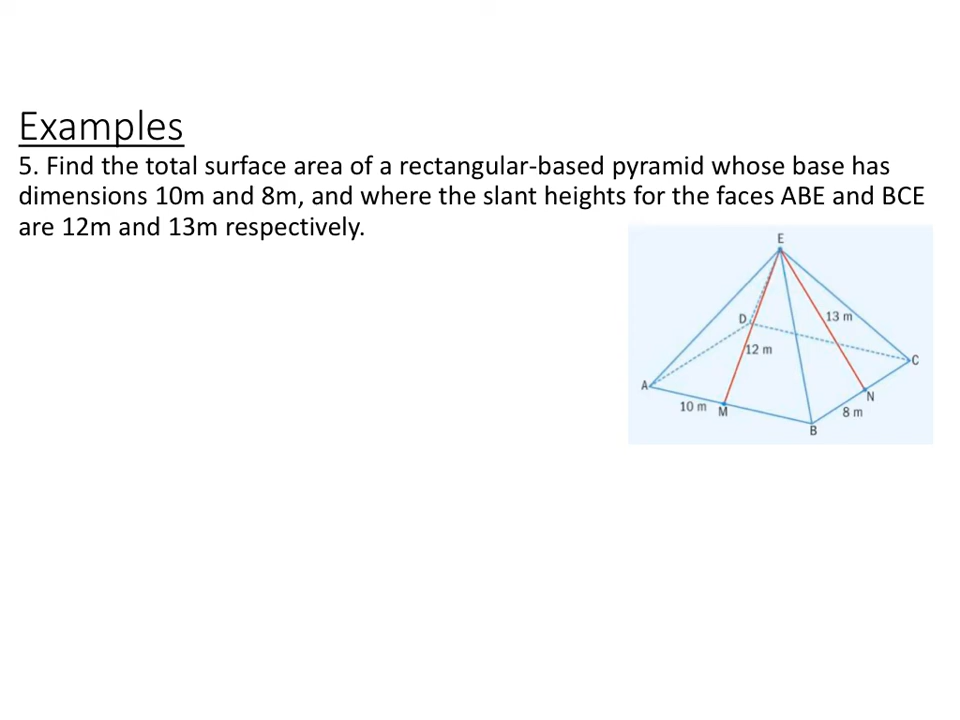 Examples
5. Find the total surface area of a rectangular-based pyramid whose base has
dimensions 10m and 8m, and where the slant heights for the faces ABE and BCE
are 12m and 13m respectively.
E
D
13 m
12 m
C
A
10 m
M
N
8 m
B